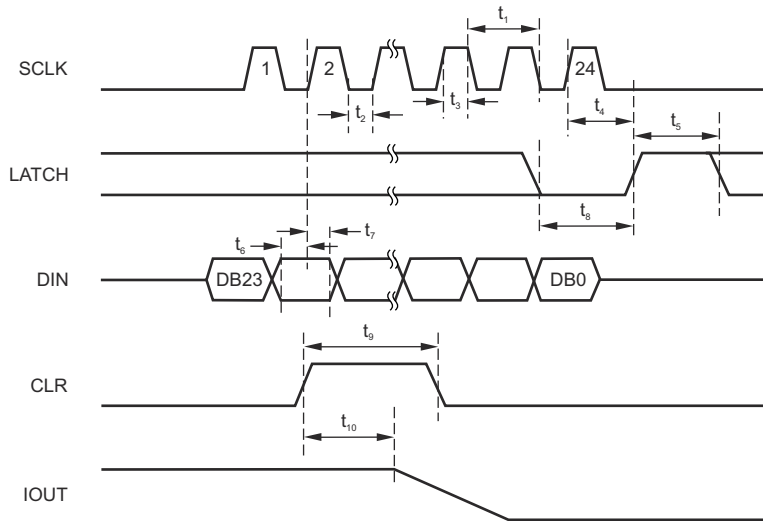 t₁
SCLK 1 2 24
t₂ t₃ t₄ t₅
LATCH
t₈
t₆ t₇
DIN DB23 DB0
t₉
CLR
t₁₀
IOUT